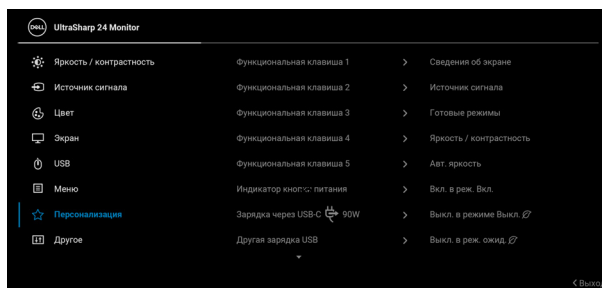 DELL UltraSharp 24 Monitor
Яркость / контрастность Функциональная клавиша 1 > Сведения об экране
Источник сигнала Функциональная клавиша 2 > Источник сигнала
Цвет Функциональная клавиша 3 > Готовые режимы
Экран Функциональная клавиша 4 > Яркость / контрастность
USB Функциональная клавиша 5 > Авт. яркость
Меню Индикатор кнопки питания > Вкл. в реж. Вкл.
Персонализация Зарядка через USB-C 90W > Выкл. в режиме Выкл.
Другое Другая зарядка USB > Выкл. в реж. ожид.
< Выход